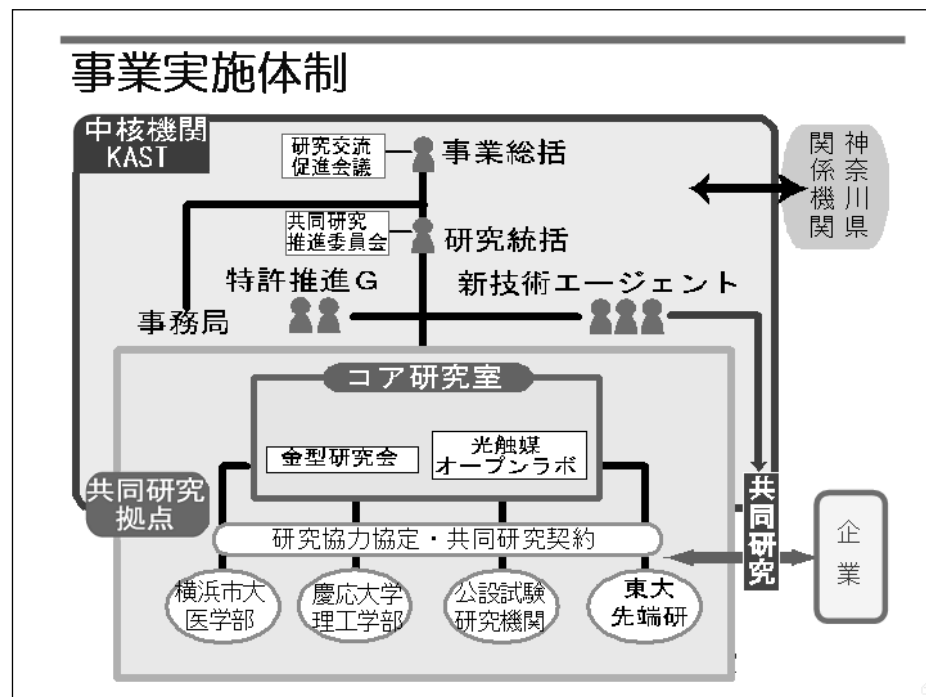 事業実施体制
中核機関
KAST
研究交流
促進会議
事業総括
神奈川県
関係機関
共同研究
推進委員会
研究統括
特許推進G
新技術エージェント
事務局
コア研究室
金型研究会
光触媒
オープンラボ
共同研究
拠点
共同研究
企業
研究協力協定・共同研究契約
横浜市大
医学部
慶応大学
理工学部
公設試験
研究機関
東大
先端研